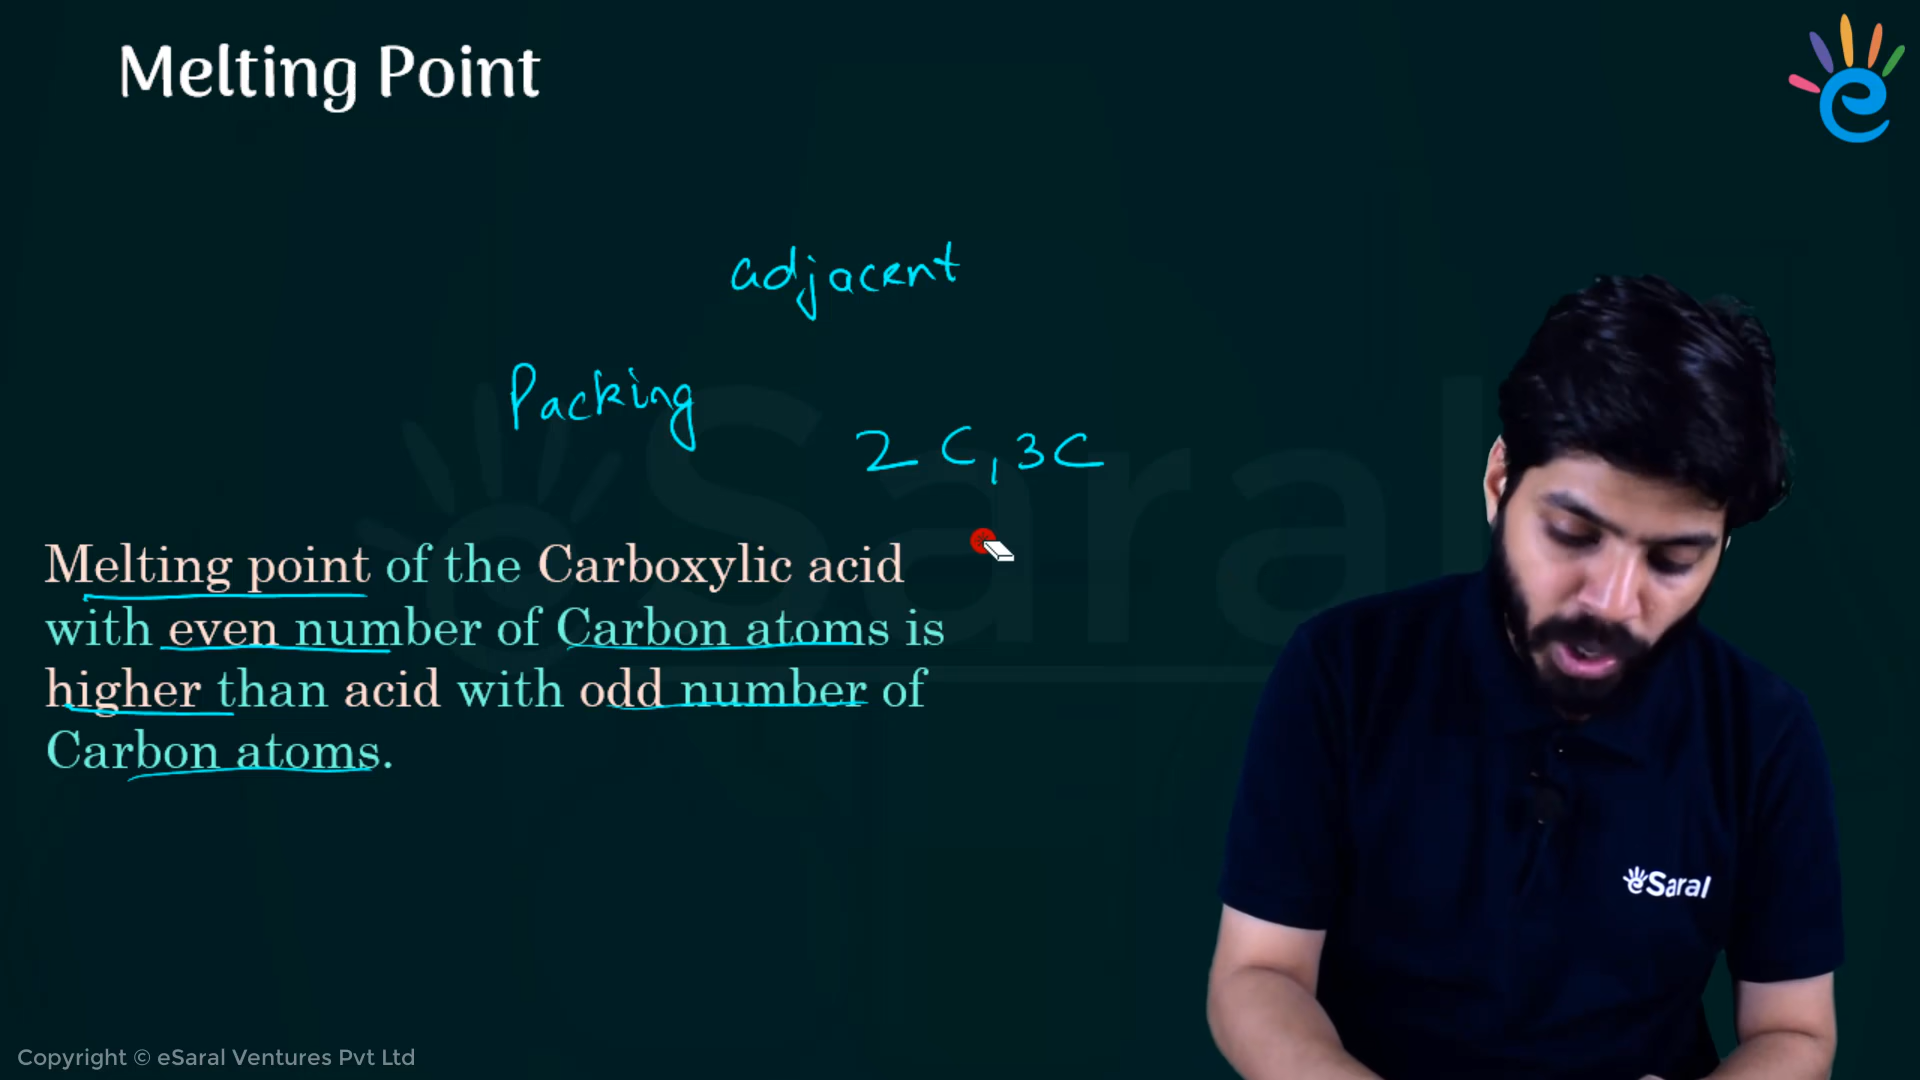 Melting Point
adjacent
Packing
2C, 3C
Saral
Melting point of the Carboxylic acid
with even number of Carbon atoms is
higher than acid with odd number of
Carbon atoms.
eSaral
Copyright © eSaral Ventures Pvt Ltd